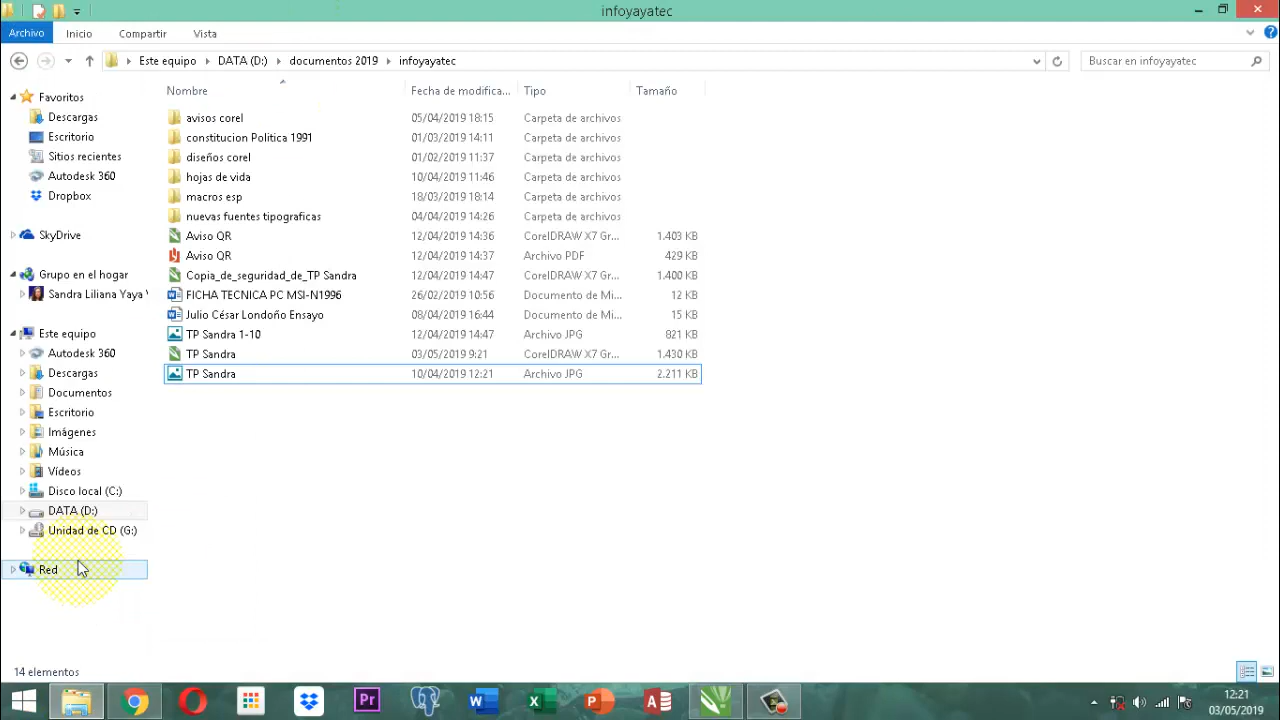 infoyayatec
Archivo Inicio Compartir Vista
Este equipo DATA (D:) documentos 2019 infoyayatec Buscar en infoyayatec
Nombre Fecha de modifica... Tipo Tamaño
Favoritos
Descargas
Escritorio
Sitios recientes
Autodesk 360
Dropbox
SkyDrive
Grupo en el hogar
Sandra Liliana Yaya V
Este equipo
Autodesk 360
Descargas
Documentos
Escritorio
Imágenes
Música
Vídeos
Disco local (C:)
DATA (D:)
Unidad de CD (G:)
Red
avisos corel 05/04/2019 18:15 Carpeta de archivos
constitucion Politica 1991 01/03/2019 14:11 Carpeta de archivos
diseños corel 01/02/2019 11:37 Carpeta de archivos
hojas de vida 10/04/2019 11:46 Carpeta de archivos
macros esp 18/03/2019 18:14 Carpeta de archivos
nuevas fuentes tipograficas 04/04/2019 14:26 Carpeta de archivos
Aviso QR 12/04/2019 14:36 CorelDRAW X7 Gr... 1.403 KB
Aviso QR 12/04/2019 14:37 Archivo PDF 429 KB
Copia_de_seguridad_de_TP Sandra 12/04/2019 14:47 CorelDRAW X7 Gr... 1.400 KB
FICHA TECNICA PC MSI-N1996 26/02/2019 10:56 Documento de Mi... 12 KB
Julio César Londoño Ensayo 08/04/2019 16:44 Documento de Mi... 15 KB
TP Sandra 1-10 12/04/2019 14:47 Archivo JPG 821 KB
TP Sandra 03/05/2019 9:21 CorelDRAW X7 Gr... 1.430 KB
TP Sandra 10/04/2019 12:21 Archivo JPG 2.211 KB
14 elementos
Pr
12:21
03/05/2019